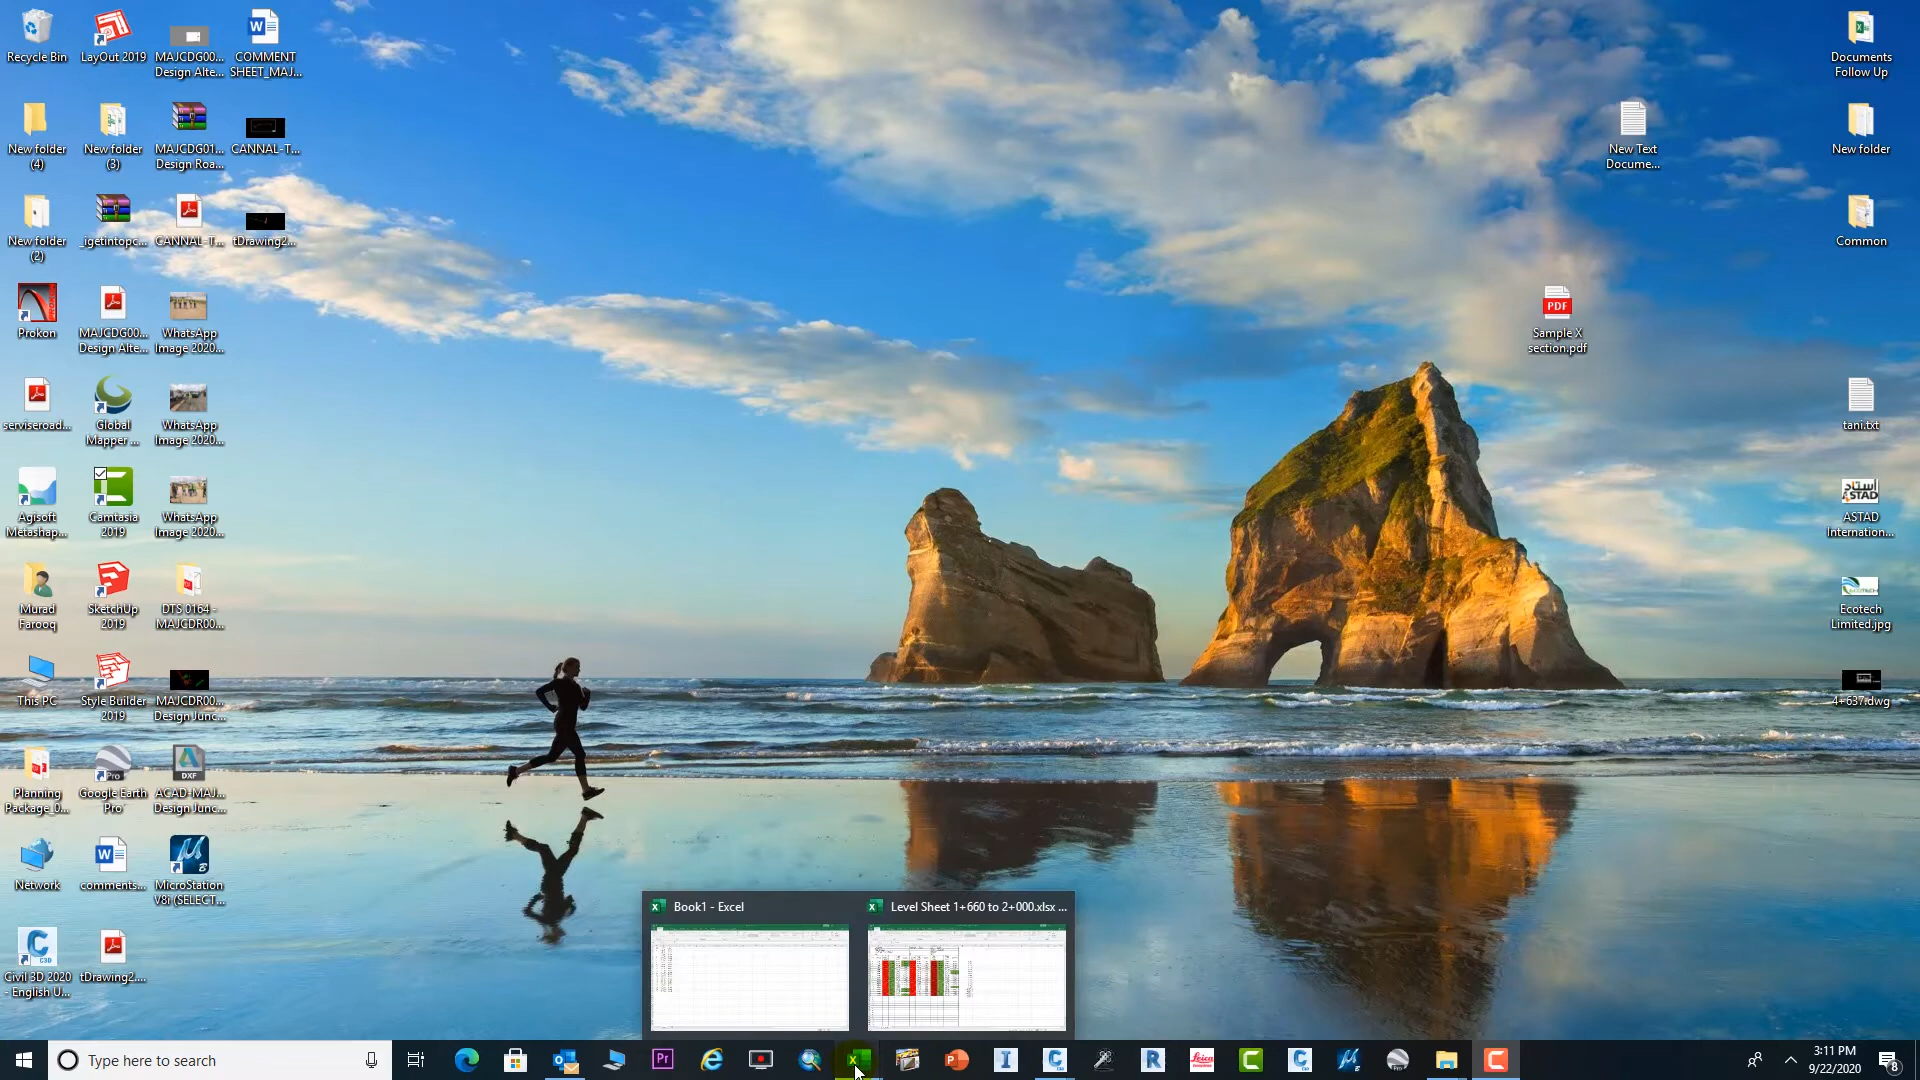 Recycle Bin
LayOut 2019
MAJCDG00...
Design Alte...
COMMENT
SHEET_MAJ...
Documents
Follow Up
New folder
(4)
New folder
(3)
MAJCDG01...
Design Roa...
CANNAL-T...
New Text
Docume...
New folder
New folder
(2)
_igetintopc...
CANNAL-T...
tDrawing2...
Common
Prokon
MAJCDG00...
Design Alte...
WhatsApp
Image 2020...
PDF
Sample X
section.pdf
serviseroad...
Global
Mapper ...
WhatsApp
Image 2020...
tani.txt
Agisoft
Metashap...
Camtasia
2019
WhatsApp
Image 2020...
استاد
ASTAD
ASTAD
Internation...
Murad
Farooq
SketchUp
2019
DTS 0164 -
MAJCDR00...
Ecotech
Limited.jpg
This PC
Style Builder
2019
MAJCDR00...
Design Junc...
4+637.dwg
Planning
Package_0...
Google Earth
Pro
DXF
ACAD-MAJ...
Design Junc...
Network
comments...
MicroStation
V8i (SELECT...
Civil 3D 2020
- English U...
tDrawing2....
Book1 - Excel
Level Sheet 1+660 to 2+000.xlsx ...
Type here to search
3:11 PM
9/22/2020
8